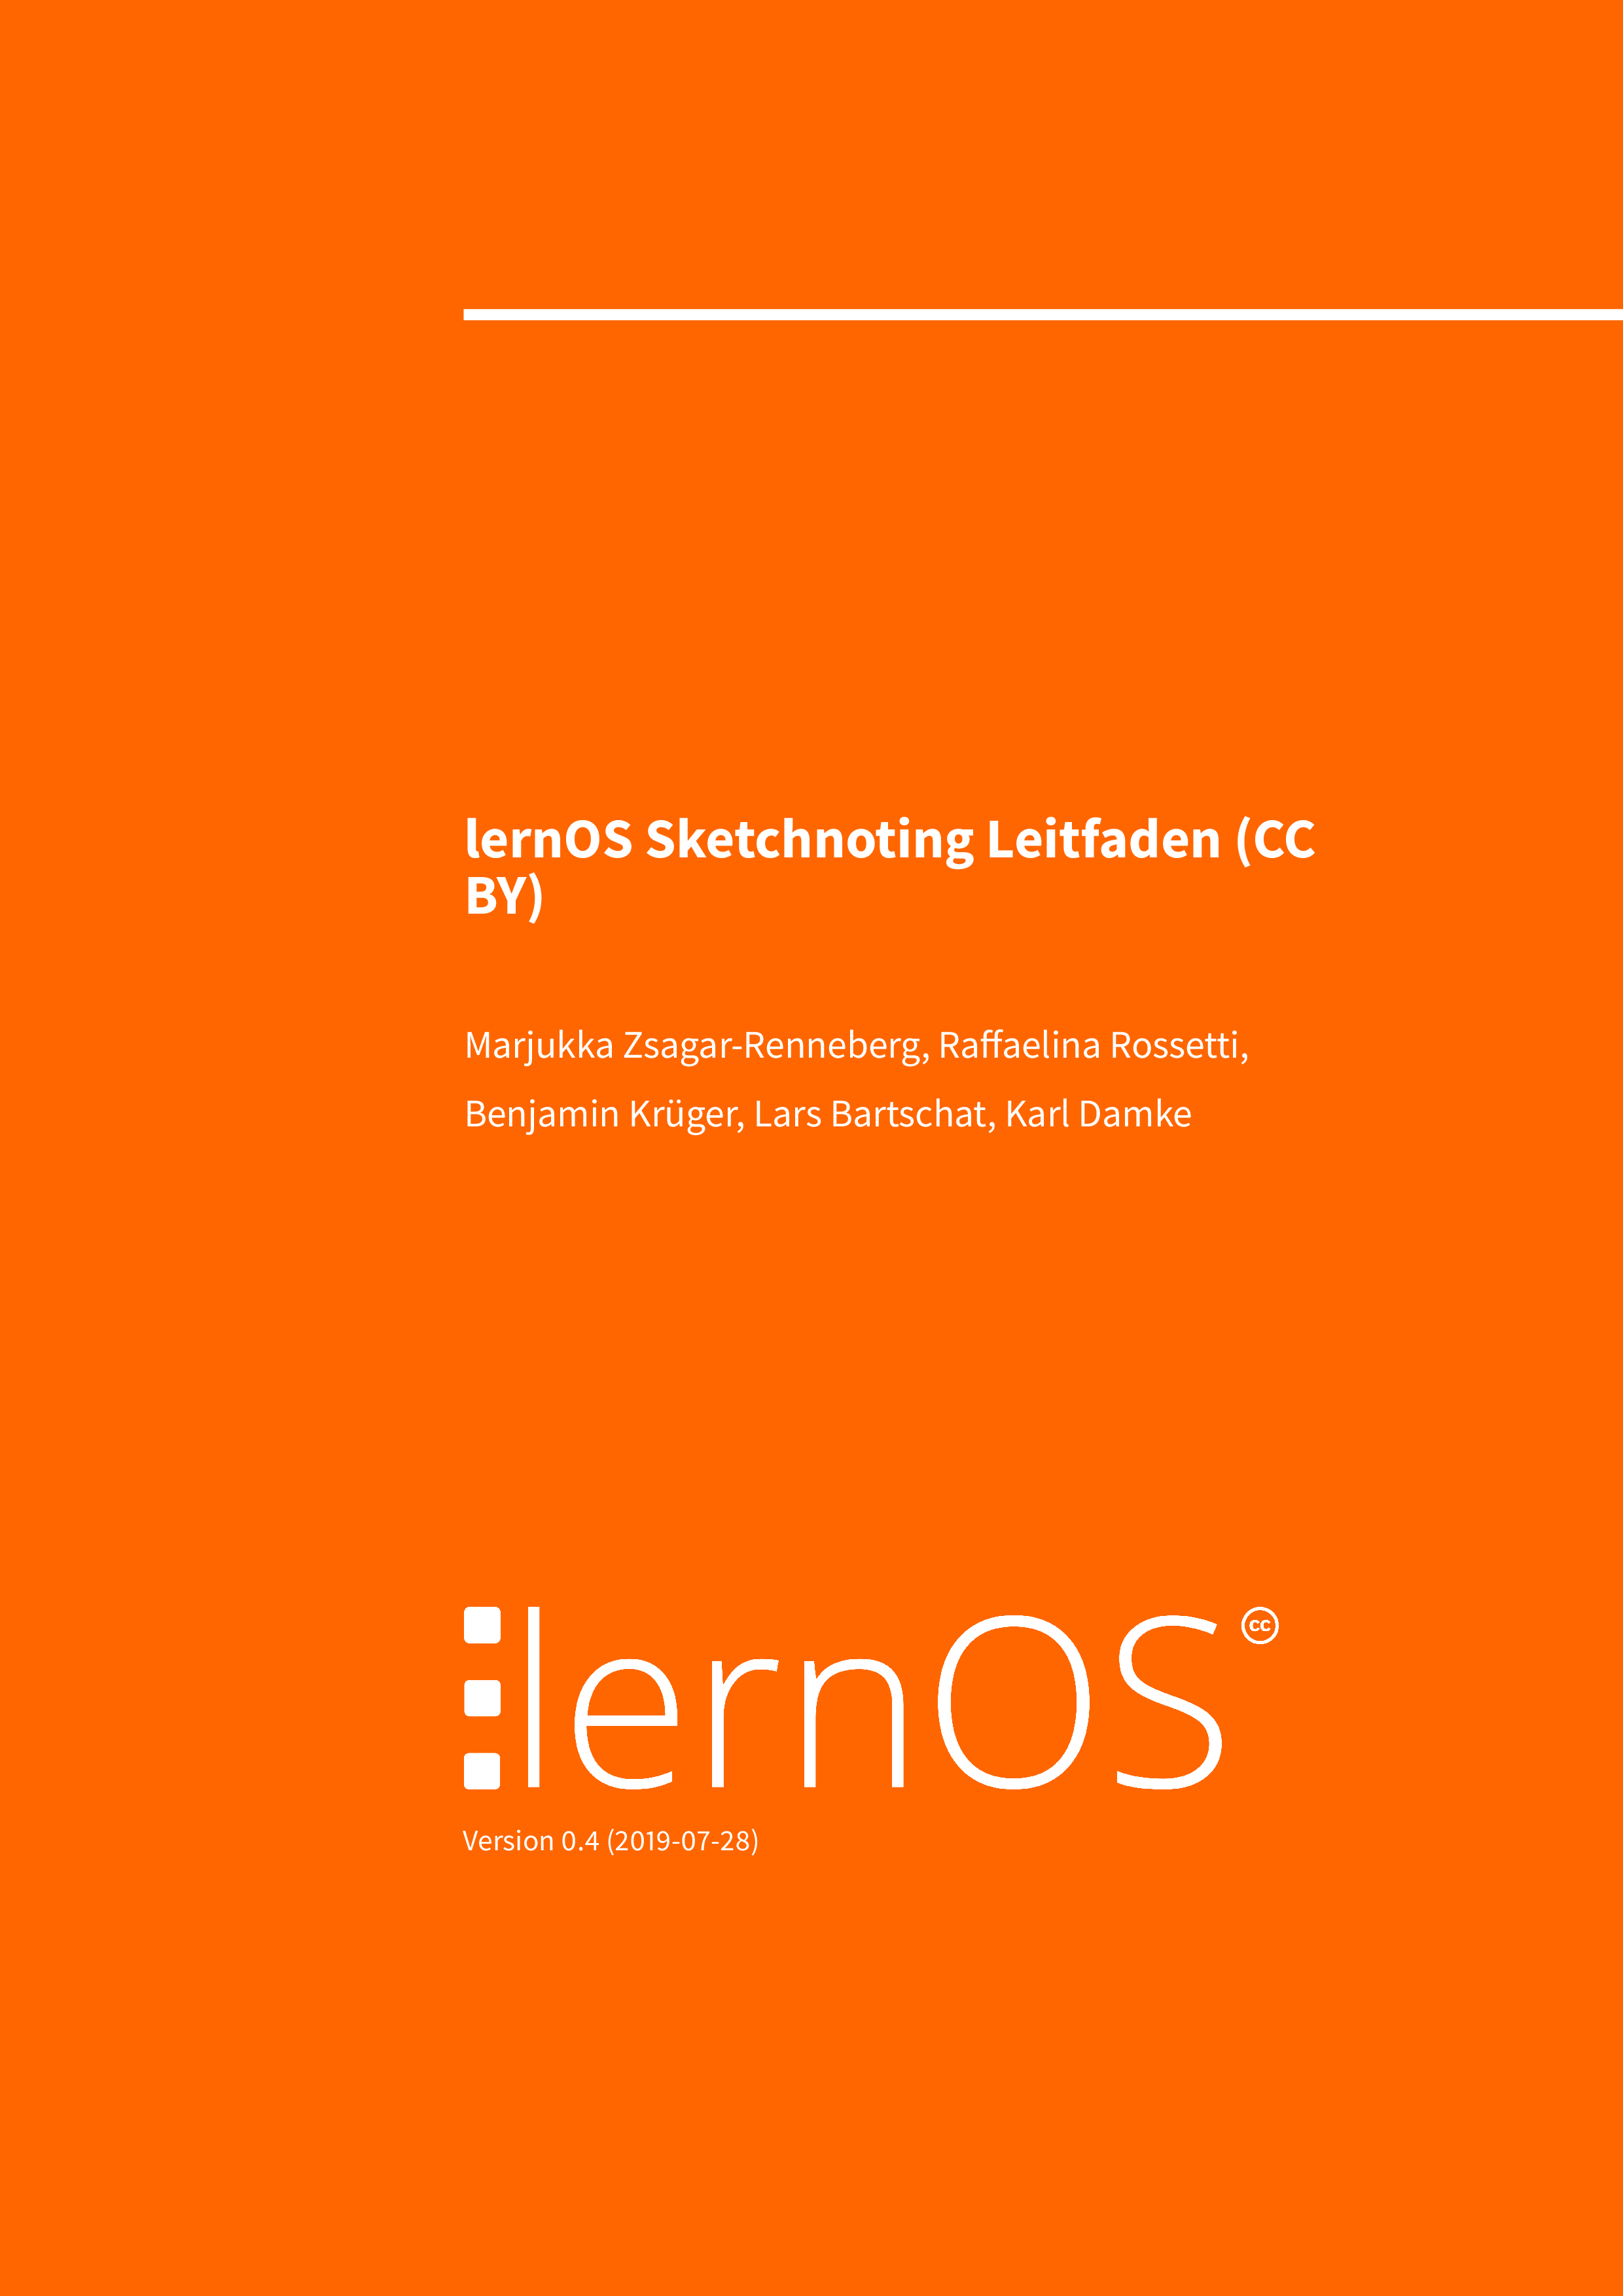 lernOS Sketchnoting Leitfaden (CC
BY)
Marjukka Zsagar-Renneberg, Raffaelina Rossetti,
Benjamin Krüger, Lars Bartschat, Karl Damke
lernOS cc
Version 0.4 (2019-07-28)